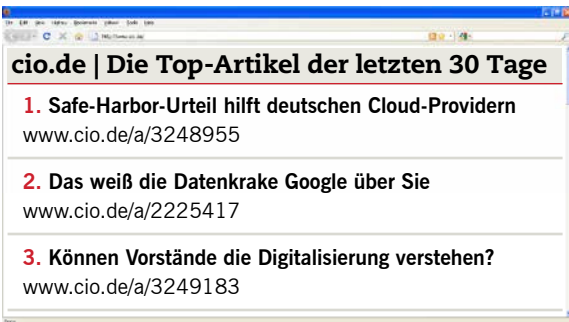 cio.de | Die Top-Artikel der letzten 30 Tage
1. Safe-Harbor-Urteil hilft deutschen Cloud-Providern
www.cio.de/a/3248955
2. Das weiß die Datenkrake Google über Sie
www.cio.de/a/2225417
3. Können Vorstände die Digitalisierung verstehen?
www.cio.de/a/3249183